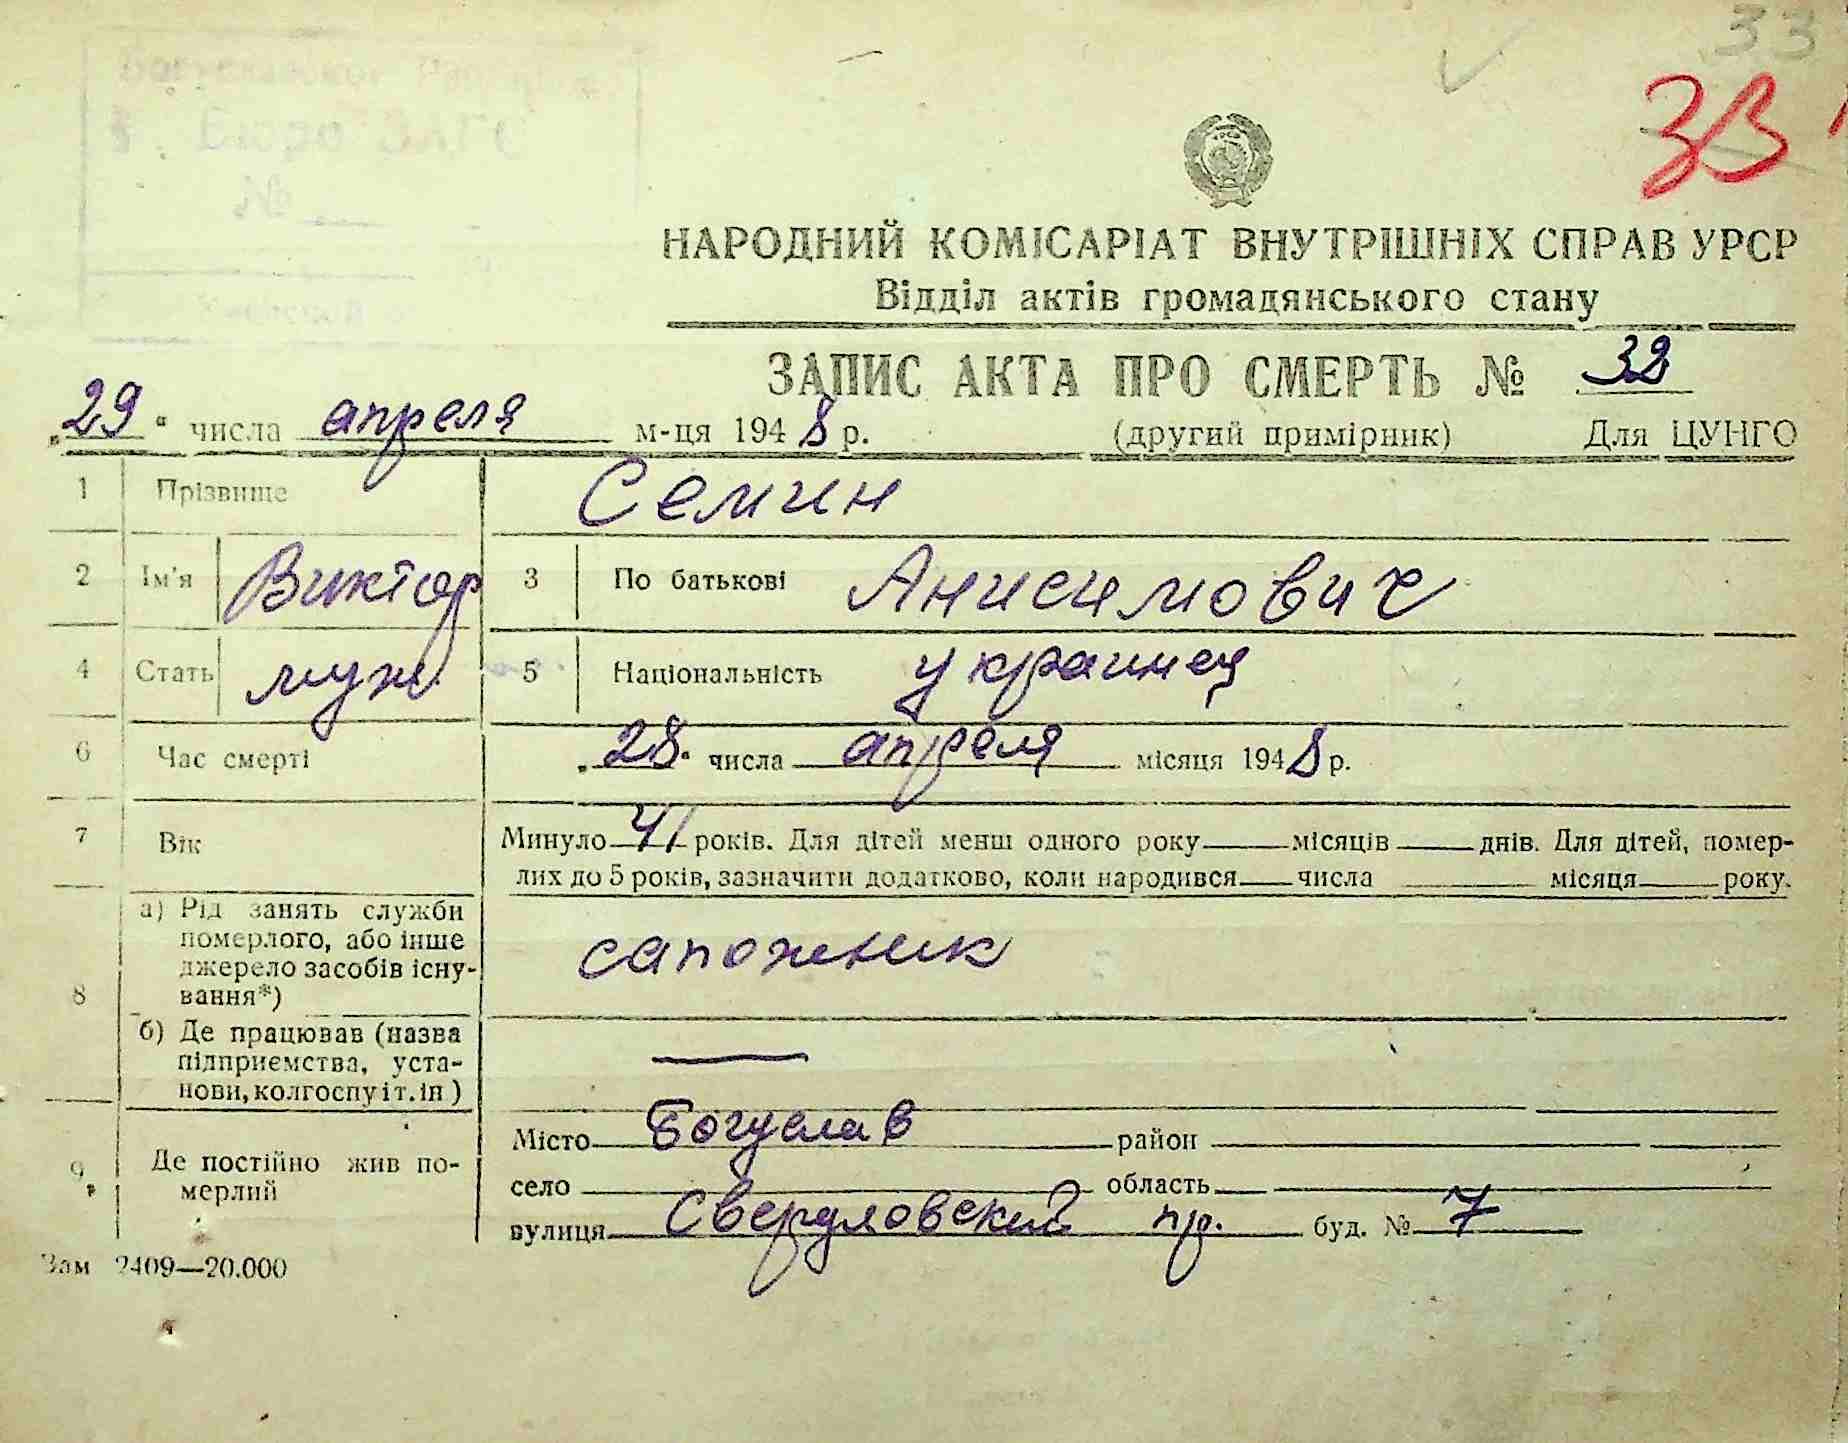 33
33
Бюро ЗАГС
№
НАРОДНИЙ КОМІСАРІАТ ВНУТРІШНІХ СПРАВ УРСР
Відділ актів громадянського стану
ЗАПИС АКТА ПРО СМЕРТЬ № 32
„29“ числа апреля м-ця 1948 р. (другий примірник) Для ЦУНГО
1 Прізвище Семин
2 Ім'я Виктор 3 По батькові Анисимович
4 Стать муж 5 Національність украинец
6 Час смерті „28“ числа апреля місяця 1948 р.
7 Вік Минуло 41 років. Для дітей менш одного року — місяців — днів. Для дітей, помер-
лих до 5 років, зазначити додатково, коли народився — числа — місяця — року.
8 а) Рід занять служби
померлого, або інше
джерело засобів існу-
вання*) сапожник
б) Де працював (назва
підприємства, уста-
нови, колгоспу і т. ін) —
9 Де постійно жив по-
мерлий
Місто Богуслав район
село область
вулиця Свердловский пр. буд. № 7
Зам 2409—20.000